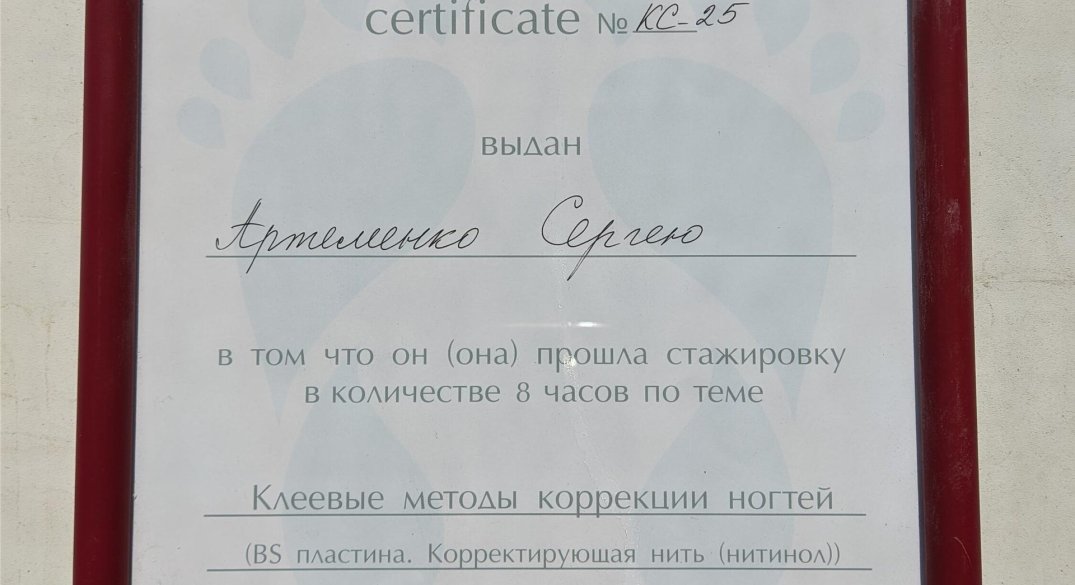 certificate № КС-25
выдан
Артеменко Сергею
в том что он (она) прошла стажировку
в количестве 8 часов по теме
Клеевые методы коррекции ногтей
(BS пластина. Корректирующая нить (нитинол))